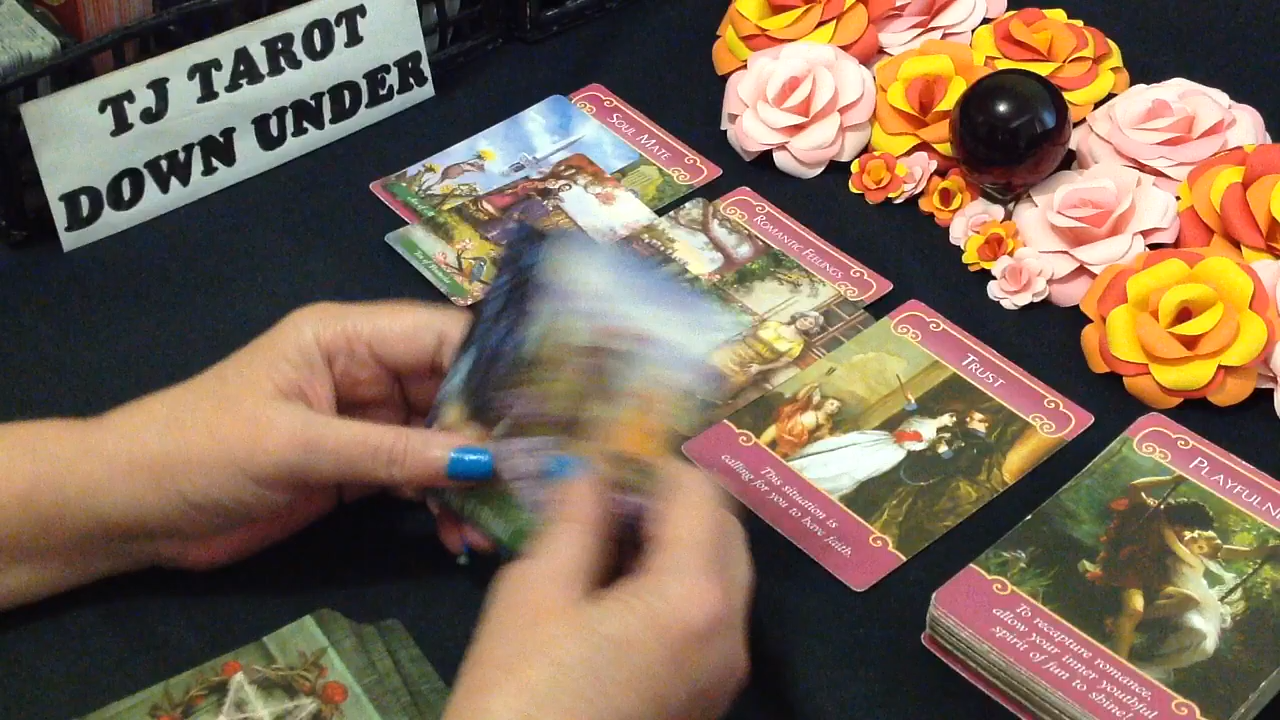 TJ TAROT
DOWN UNDER
SOUL MATE
ROMANTIC FEELINGS
TRUST
This situation is
calling for you to have faith.
PLAYFULN
To recapture romance,
allow your inner youthful
spirit of fun to shine!